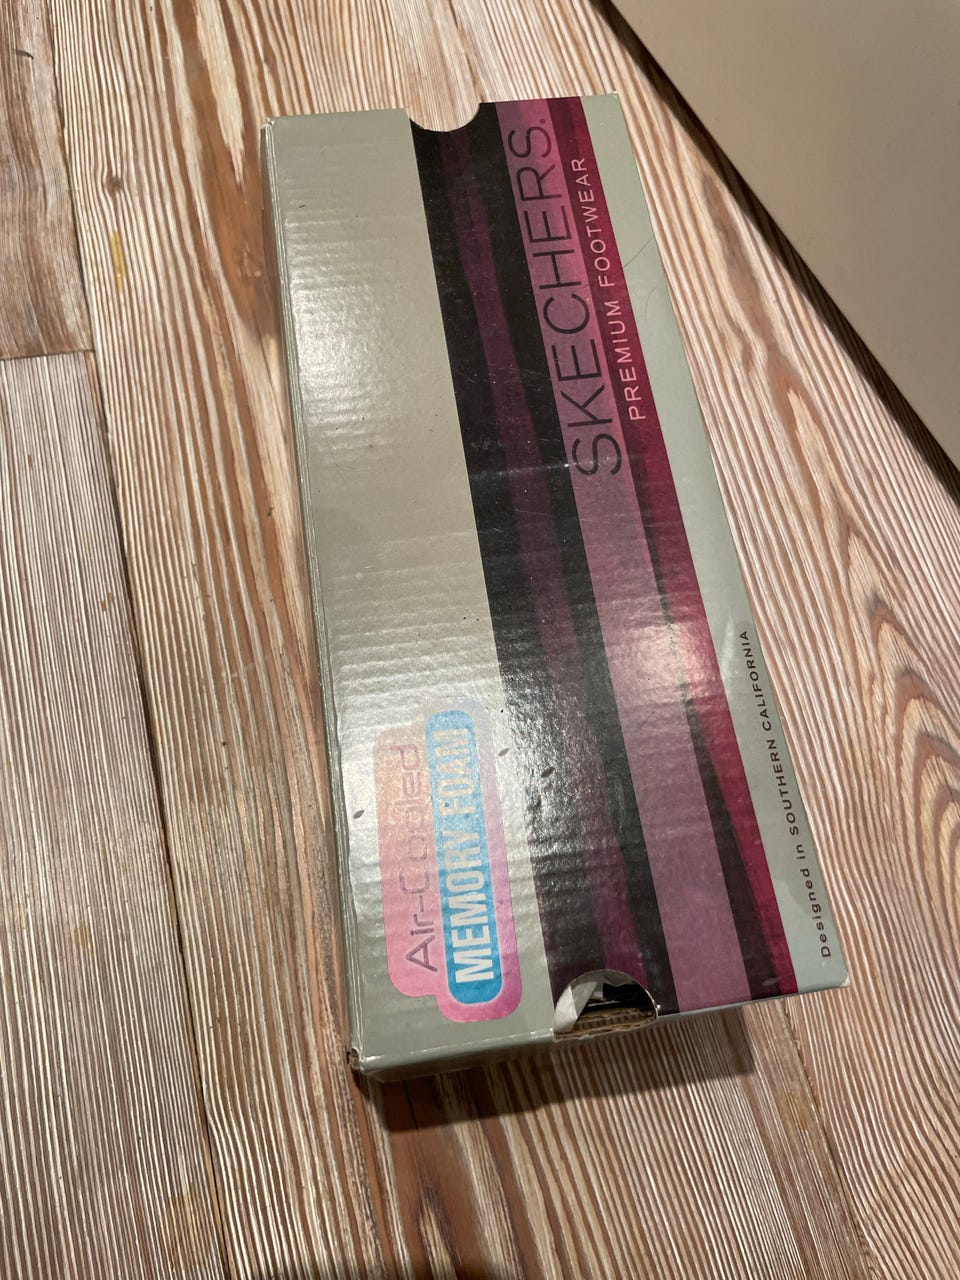 SKECHERS.
PREMIUM FOOTWEAR
Air-Cooled
MEMORY FOAM
Designed in SOUTHERN CALIFORNIA